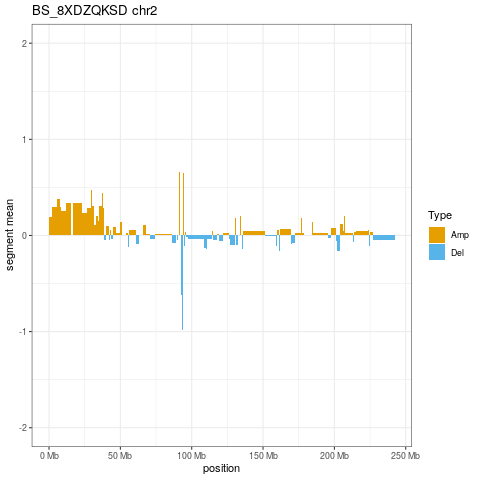 BS_8XDZQKSD chr2
segment mean
2
1
0
-1
-2
0 Mb
50 Mb
100 Mb
150 Mb
200 Mb
250 Mb
position
Type
Amp
Del